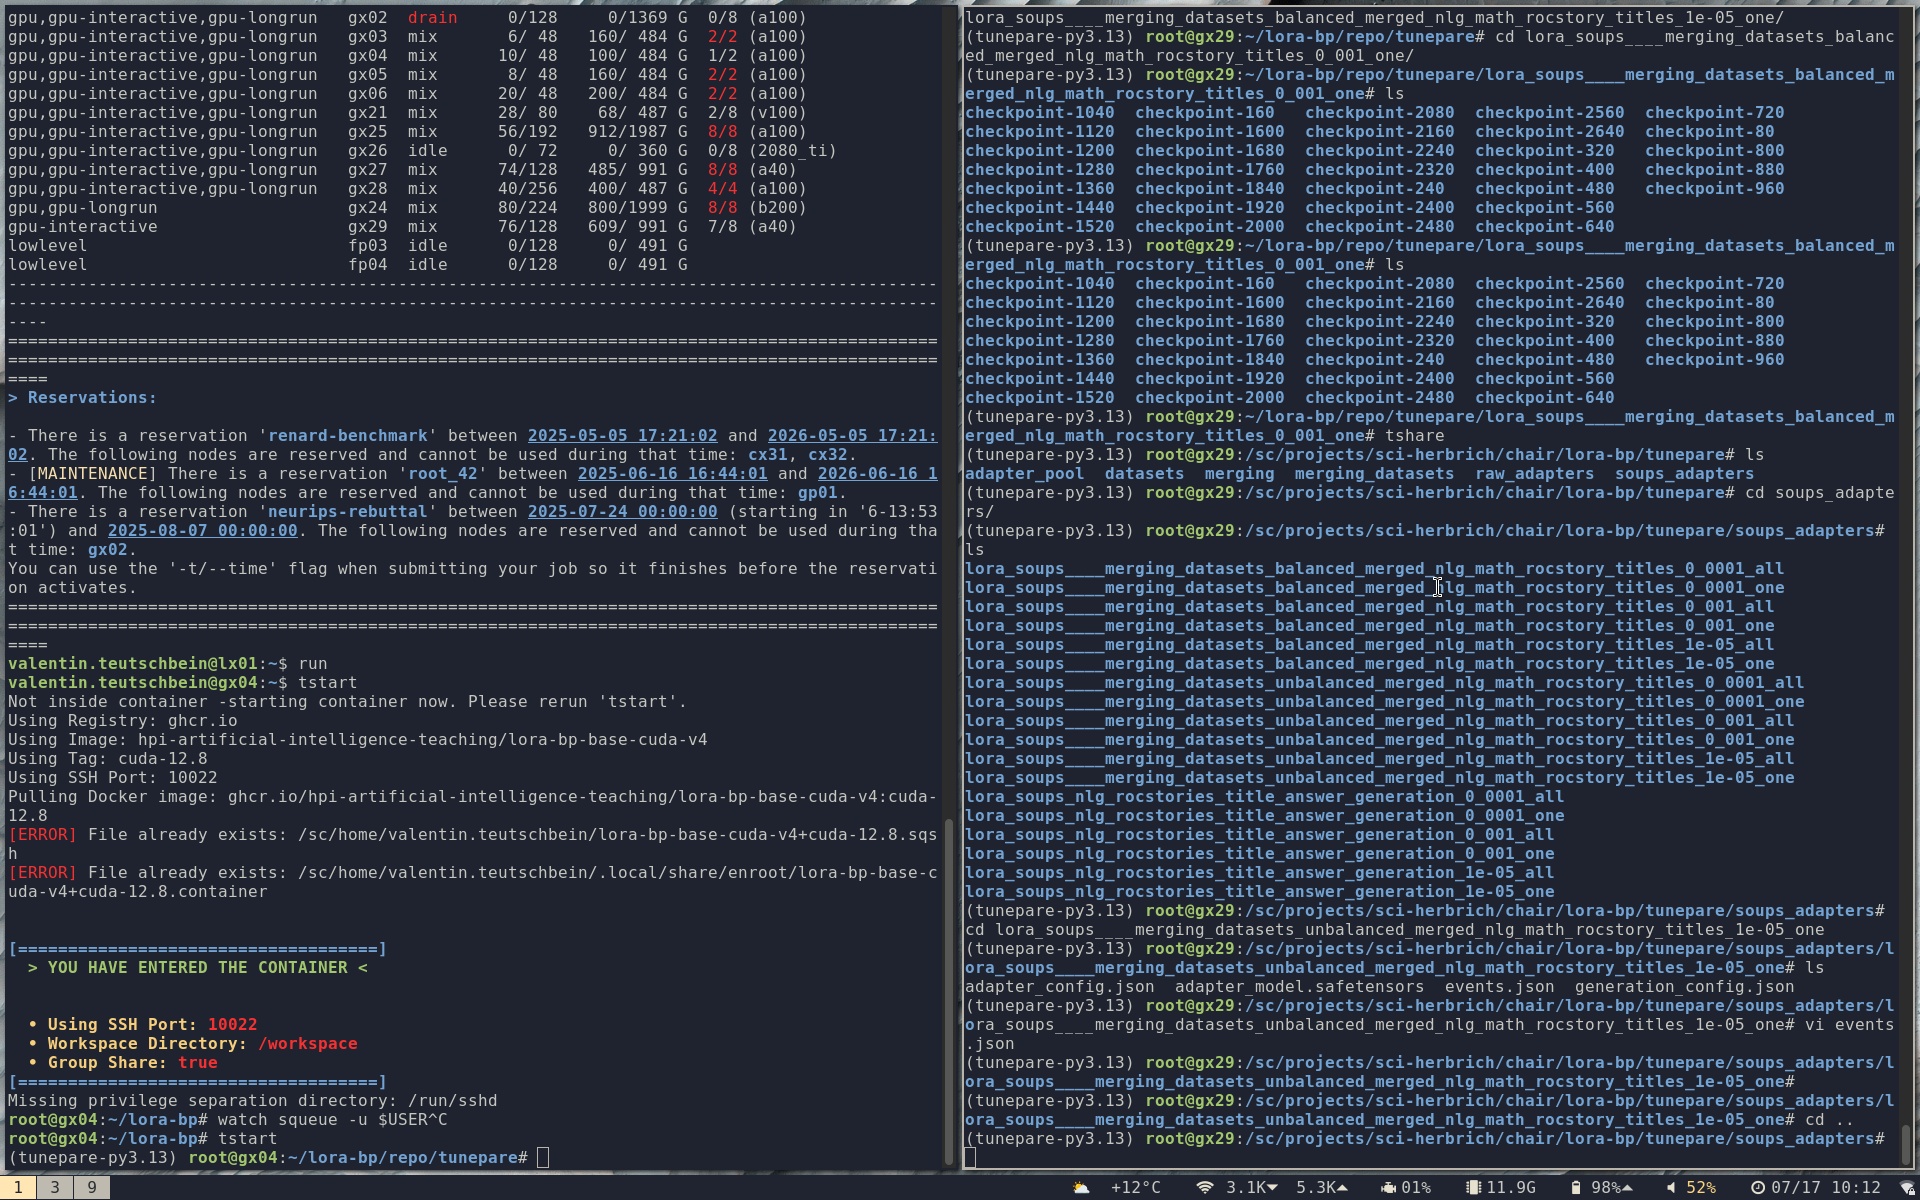 gpu,gpu-interactive,gpu-longrun   gx02  drain     0/128     0/1369 G  0/8 (a100)
gpu,gpu-interactive,gpu-longrun   gx03  mix       6/ 48   160/ 484 G  2/2 (a100)
gpu,gpu-interactive,gpu-longrun   gx04  mix      10/ 48   100/ 484 G  1/2 (a100)
gpu,gpu-interactive,gpu-longrun   gx05  mix       8/ 48   160/ 484 G  2/2 (a100)
gpu,gpu-interactive,gpu-longrun   gx06  mix      20/ 48   200/ 484 G  2/2 (a100)
gpu,gpu-interactive,gpu-longrun   gx21  mix      28/ 80    68/ 487 G  2/8 (v100)
gpu,gpu-interactive,gpu-longrun   gx25  mix      56/192   912/1987 G  8/8 (a100)
gpu,gpu-interactive,gpu-longrun   gx26  idle      0/ 72     0/ 360 G  0/8 (2080_ti)
gpu,gpu-interactive,gpu-longrun   gx27  mix      74/128   485/ 991 G  8/8 (a40)
gpu,gpu-interactive,gpu-longrun   gx28  mix      40/256   400/ 487 G  4/4 (a100)
gpu,gpu-longrun                   gx24  mix      80/224   800/1999 G  8/8 (b200)
gpu-interactive                   gx29  mix      76/128   609/ 991 G  7/8 (a40)
lowlevel                          fp03  idle      0/128     0/ 491 G
lowlevel                          fp04  idle      0/128     0/ 491 G
---------------------------------------------------------------------------------------------
---------------------------------------------------------------------------------------------
----
=============================================================================================
=============================================================================================
====
> Reservations:
- There is a reservation 'renard-benchmark' between 2025-05-05 17:21:02 and 2026-05-05 17:21:
02. The following nodes are reserved and cannot be used during that time: cx31, cx32.
- [MAINTENANCE] There is a reservation 'root_42' between 2025-06-16 16:44:01 and 2026-06-16 1
6:44:01. The following nodes are reserved and cannot be used during that time: gp01.
- There is a reservation 'neurips-rebuttal' between 2025-07-24 00:00:00 (starting in '6-13:53
:01') and 2025-08-07 00:00:00. The following nodes are reserved and cannot be used during tha
t time: gx02.
You can use the '-t/--time' flag when submitting your job so it finishes before the reservati
on activates.
=============================================================================================
=============================================================================================
====
valentin.teutschbein@lx01:~$ run
valentin.teutschbein@gx04:~$ tstart
Not inside container -starting container now. Please rerun 'tstart'.
Using Registry: ghcr.io
Using Image: hpi-artificial-intelligence-teaching/lora-bp-base-cuda-v4
Using Tag: cuda-12.8
Using SSH Port: 10022
Pulling Docker image: ghcr.io/hpi-artificial-intelligence-teaching/lora-bp-base-cuda-v4:cuda-
12.8
[ERROR] File already exists: /sc/home/valentin.teutschbein/lora-bp-base-cuda-v4+cuda-12.8.sqs
h
[ERROR] File already exists: /sc/home/valentin.teutschbein/.local/share/enroot/lora-bp-base-c
uda-v4+cuda-12.8.container
[====================================]
> YOU HAVE ENTERED THE CONTAINER <
• Using SSH Port: 10022
• Workspace Directory: /workspace
• Group Share: true
[====================================]
Missing privilege separation directory: /run/sshd
root@gx04:~/lora-bp# watch squeue -u $USER^C
root@gx04:~/lora-bp# tstart
(tunepare-py3.13) root@gx04:~/lora-bp/repo/tunepare#
lora_soups____merging_datasets_balanced_merged_nlg_math_rocstory_titles_1e-05_one/
(tunepare-py3.13) root@gx29:~/lora-bp/repo/tunepare# cd lora_soups____merging_datasets_balanc
ed_merged_nlg_math_rocstory_titles_0_001_one/
(tunepare-py3.13) root@gx29:~/lora-bp/repo/tunepare/lora_soups____merging_datasets_balanced_m
erged_nlg_math_rocstory_titles_0_001_one# ls
checkpoint-1040  checkpoint-160   checkpoint-2080  checkpoint-2560  checkpoint-720
checkpoint-1120  checkpoint-1600  checkpoint-2160  checkpoint-2640  checkpoint-80
checkpoint-1200  checkpoint-1680  checkpoint-2240  checkpoint-320   checkpoint-800
checkpoint-1280  checkpoint-1760  checkpoint-2320  checkpoint-400   checkpoint-880
checkpoint-1360  checkpoint-1840  checkpoint-240   checkpoint-480   checkpoint-960
checkpoint-1440  checkpoint-1920  checkpoint-2400  checkpoint-560
checkpoint-1520  checkpoint-2000  checkpoint-2480  checkpoint-640
(tunepare-py3.13) root@gx29:~/lora-bp/repo/tunepare/lora_soups____merging_datasets_balanced_m
erged_nlg_math_rocstory_titles_0_001_one# ls
checkpoint-1040  checkpoint-160   checkpoint-2080  checkpoint-2560  checkpoint-720
checkpoint-1120  checkpoint-1600  checkpoint-2160  checkpoint-2640  checkpoint-80
checkpoint-1200  checkpoint-1680  checkpoint-2240  checkpoint-320   checkpoint-800
checkpoint-1280  checkpoint-1760  checkpoint-2320  checkpoint-400   checkpoint-880
checkpoint-1360  checkpoint-1840  checkpoint-240   checkpoint-480   checkpoint-960
checkpoint-1440  checkpoint-1920  checkpoint-2400  checkpoint-560
checkpoint-1520  checkpoint-2000  checkpoint-2480  checkpoint-640
(tunepare-py3.13) root@gx29:~/lora-bp/repo/tunepare/lora_soups____merging_datasets_balanced_m
erged_nlg_math_rocstory_titles_0_001_one# tshare
(tunepare-py3.13) root@gx29:/sc/projects/sci-herbrich/chair/lora-bp/tunepare# ls
adapter_pool  datasets  merging  merging_datasets  raw_adapters  soups_adapters
(tunepare-py3.13) root@gx29:/sc/projects/sci-herbrich/chair/lora-bp/tunepare# cd soups_adapte
rs/
(tunepare-py3.13) root@gx29:/sc/projects/sci-herbrich/chair/lora-bp/tunepare/soups_adapters#
ls
lora_soups____merging_datasets_balanced_merged_nlg_math_rocstory_titles_0_0001_all
lora_soups____merging_datasets_balanced_merged_nlg_math_rocstory_titles_0_0001_one
lora_soups____merging_datasets_balanced_merged_nlg_math_rocstory_titles_0_001_all
lora_soups____merging_datasets_balanced_merged_nlg_math_rocstory_titles_0_001_one
lora_soups____merging_datasets_balanced_merged_nlg_math_rocstory_titles_1e-05_all
lora_soups____merging_datasets_balanced_merged_nlg_math_rocstory_titles_1e-05_one
lora_soups____merging_datasets_unbalanced_merged_nlg_math_rocstory_titles_0_0001_all
lora_soups____merging_datasets_unbalanced_merged_nlg_math_rocstory_titles_0_0001_one
lora_soups____merging_datasets_unbalanced_merged_nlg_math_rocstory_titles_0_001_all
lora_soups____merging_datasets_unbalanced_merged_nlg_math_rocstory_titles_0_001_one
lora_soups____merging_datasets_unbalanced_merged_nlg_math_rocstory_titles_1e-05_all
lora_soups____merging_datasets_unbalanced_merged_nlg_math_rocstory_titles_1e-05_one
lora_soups_nlg_rocstories_title_answer_generation_0_0001_all
lora_soups_nlg_rocstories_title_answer_generation_0_0001_one
lora_soups_nlg_rocstories_title_answer_generation_0_001_all
lora_soups_nlg_rocstories_title_answer_generation_0_001_one
lora_soups_nlg_rocstories_title_answer_generation_1e-05_all
lora_soups_nlg_rocstories_title_answer_generation_1e-05_one
(tunepare-py3.13) root@gx29:/sc/projects/sci-herbrich/chair/lora-bp/tunepare/soups_adapters#
cd lora_soups____merging_datasets_unbalanced_merged_nlg_math_rocstory_titles_1e-05_one
(tunepare-py3.13) root@gx29:/sc/projects/sci-herbrich/chair/lora-bp/tunepare/soups_adapters/l
ora_soups____merging_datasets_unbalanced_merged_nlg_math_rocstory_titles_1e-05_one# ls
adapter_config.json  adapter_model.safetensors  events.json  generation_config.json
(tunepare-py3.13) root@gx29:/sc/projects/sci-herbrich/chair/lora-bp/tunepare/soups_adapters/l
ora_soups____merging_datasets_unbalanced_merged_nlg_math_rocstory_titles_1e-05_one# vi events
.json
(tunepare-py3.13) root@gx29:/sc/projects/sci-herbrich/chair/lora-bp/tunepare/soups_adapters/l
ora_soups____merging_datasets_unbalanced_merged_nlg_math_rocstory_titles_1e-05_one#
(tunepare-py3.13) root@gx29:/sc/projects/sci-herbrich/chair/lora-bp/tunepare/soups_adapters/l
ora_soups____merging_datasets_unbalanced_merged_nlg_math_rocstory_titles_1e-05_one# cd ..
(tunepare-py3.13) root@gx29:/sc/projects/sci-herbrich/chair/lora-bp/tunepare/soups_adapters#
1 3 9 +12°C 3.1K 5.3K 01% 11.9G 98% 52% 07/17 10:12